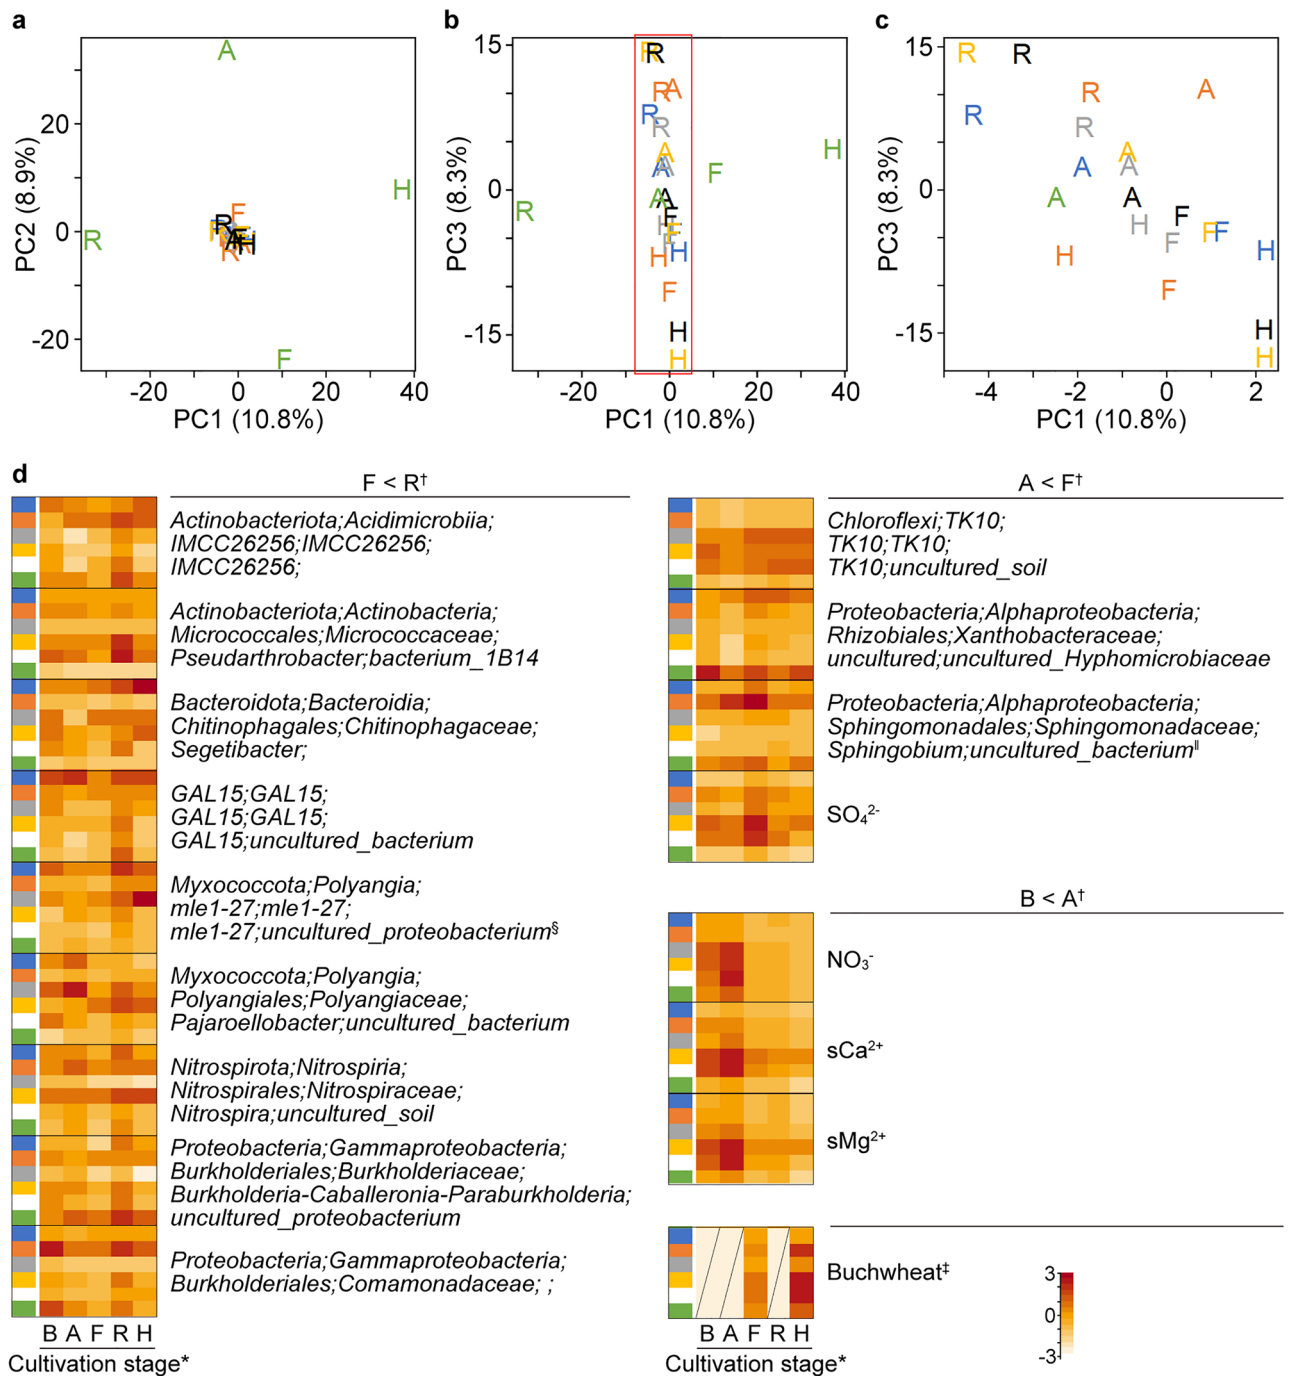 a
A
R
H
F
R
A
H
F
R
20
0
-20
PC2 (8.9%)
-20 0 20 40
PC1 (10.8%)
b
15
0
-15
PC3 (8.3%)
R R
R A
R
R
A
A A
A A
F
H
F F
H H
F
H
H
R
F
H
-20 0 20 40
PC1 (10.8%)
c
15
0
-15
PC3 (8.3%)
R R
R A
R
R
A
A A
A A
F
H
F F F
H H
F
H
H
-4 -2 0 2
PC1 (10.8%)
d
F < R†
Actinobacteriota;Acidimicrobiia;
IMCC26256;IMCC26256;
IMCC26256;
Actinobacteriota;Actinobacteria;
Micrococcales;Micrococcaceae;
Pseudarthrobacter;bacterium_1B14
Bacteroidota;Bacteroidia;
Chitinophagales;Chitinophagaceae;
Segetibacter;
GAL15;GAL15;
GAL15;GAL15;
GAL15;uncultured_bacterium
Myxococcota;Polyangia;
mle1-27;mle1-27;
mle1-27;uncultured_proteobacterium§
Myxococcota;Polyangia;
Polyangiales;Polyangiaceae;
Pajaroellobacter;uncultured_bacterium
Nitrospirota;Nitrospiria;
Nitrospirales;Nitrospiraceae;
Nitrospira;uncultured_soil
Proteobacteria;Gammaproteobacteria;
Burkholderiales;Burkholderiaceae;
Burkholderia-Caballeronia-Paraburkholderia;
uncultured_proteobacterium
Proteobacteria;Gammaproteobacteria;
Burkholderiales;Comamonadaceae; ;
B A F R H
Cultivation stage*
A < F†
Chloroflexi;TK10;
TK10;TK10;
TK10;uncultured_soil
Proteobacteria;Alphaproteobacteria;
Rhizobiales;Xanthobacteraceae;
uncultured;uncultured_Hyphomicrobiaceae
Proteobacteria;Alphaproteobacteria;
Sphingomonadales;Sphingomonadaceae;
Sphingobium;uncultured_bacterium‖
SO₄²⁻
B < A†
NO₃⁻
sCa²⁺
sMg²⁺
Buchwheat‡
3
0
-3
B A F R H
Cultivation stage*